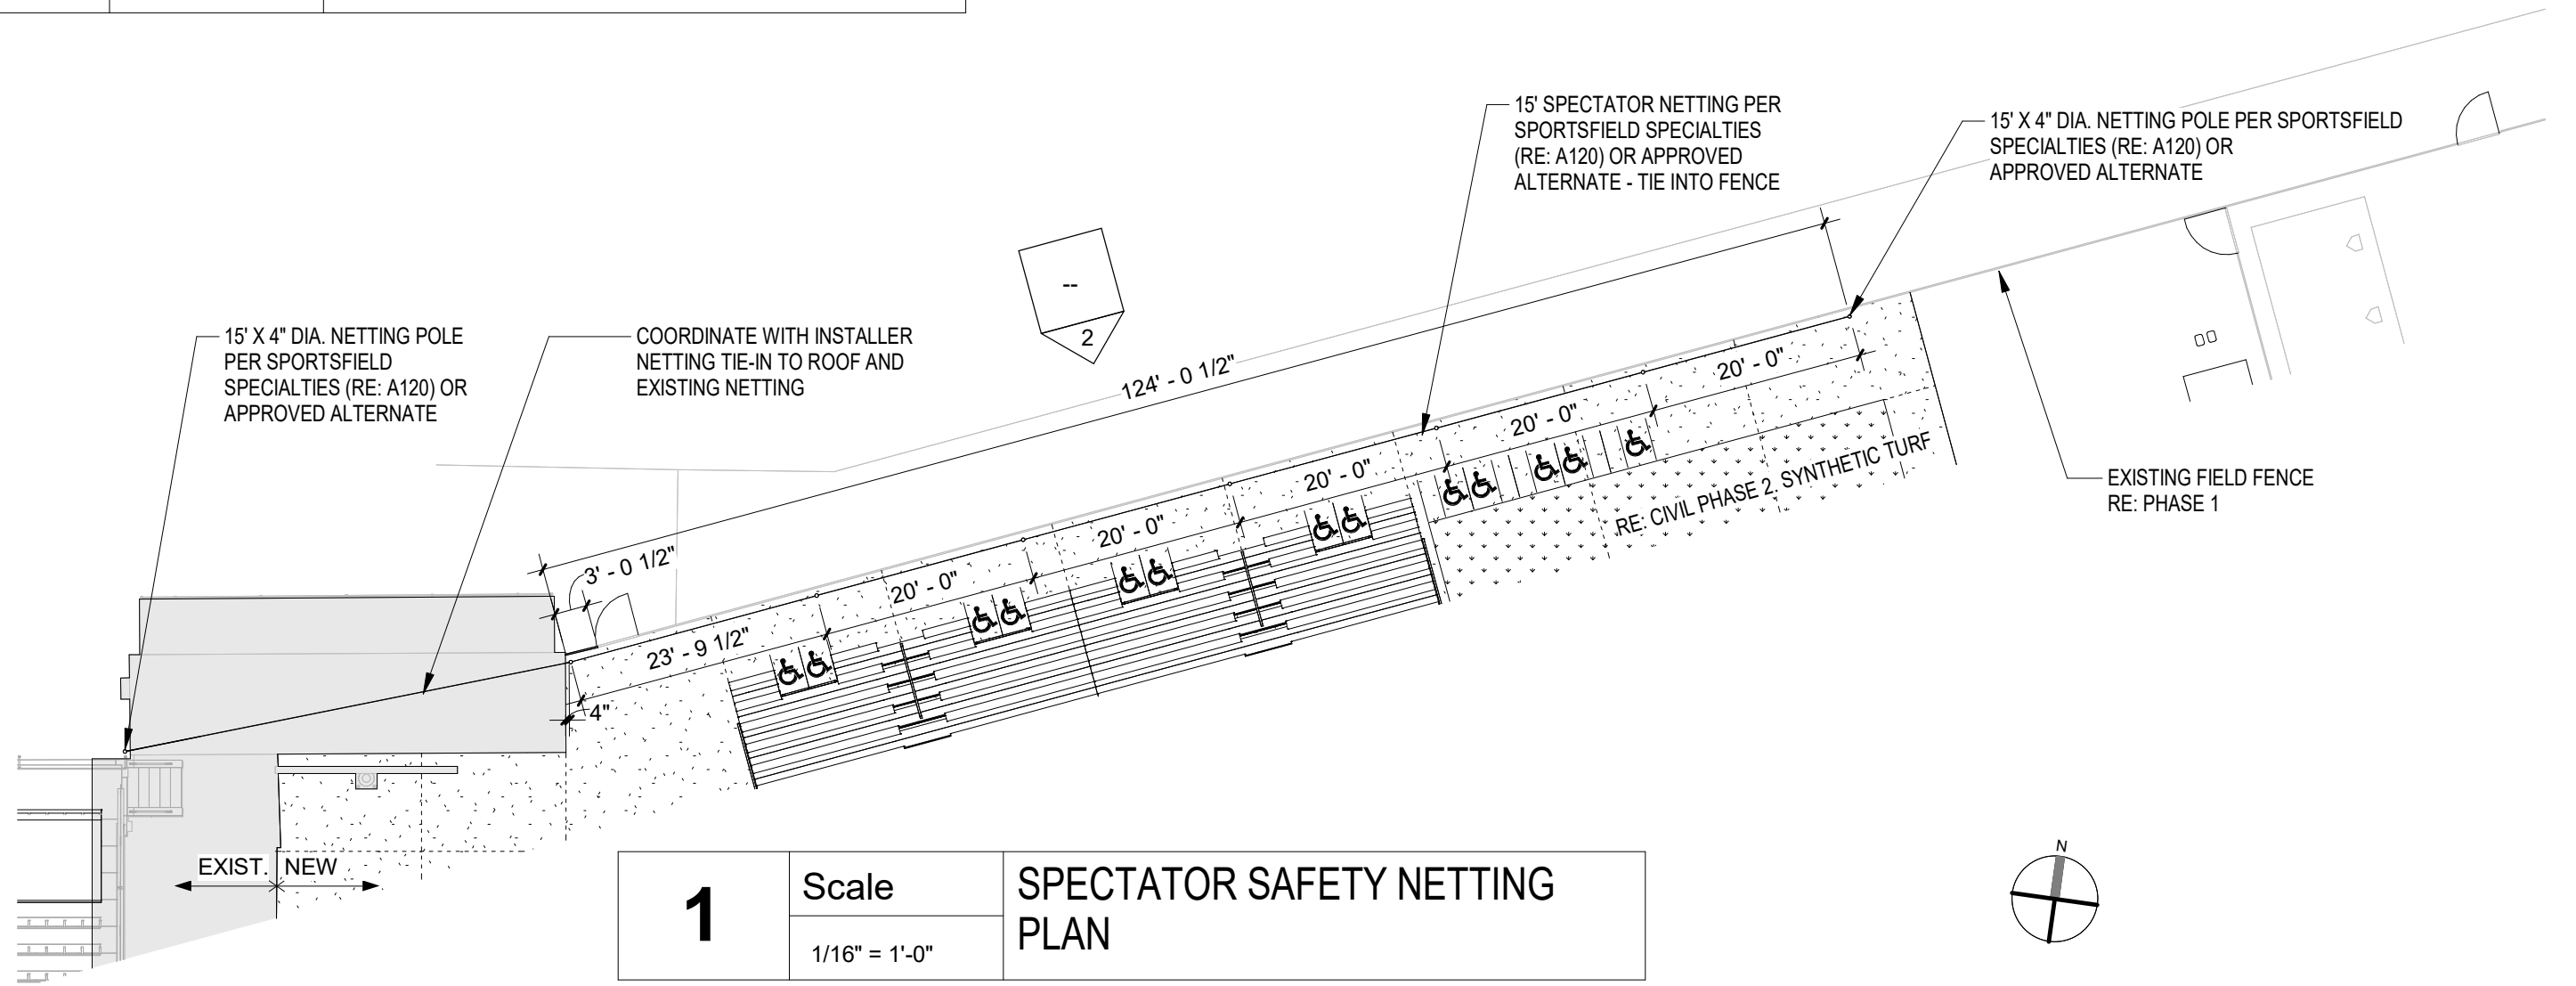 15' SPECTATOR NETTING PER
SPORTSFIELD SPECIALTIES
(RE: A120) OR APPROVED
ALTERNATE - TIE INTO FENCE
15' X 4" DIA. NETTING POLE PER SPORTSFIELD
SPECIALTIES (RE: A120) OR
APPROVED ALTERNATE
--
2
15' X 4" DIA. NETTING POLE
PER SPORTSFIELD
SPECIALTIES (RE: A120) OR
APPROVED ALTERNATE
COORDINATE WITH INSTALLER
NETTING TIE-IN TO ROOF AND
EXISTING NETTING
124' - 0 1/2"
20' - 0"
20' - 0"
20' - 0"
20' - 0"
20' - 0"
3' - 0 1/2"
23' - 9 1/2"
4"
RE: CIVIL PHASE 2. SYNTHETIC TURF
EXISTING FIELD FENCE
RE: PHASE 1
EXIST. NEW
1
Scale
1/16" = 1'-0"
SPECTATOR SAFETY NETTING
PLAN
N